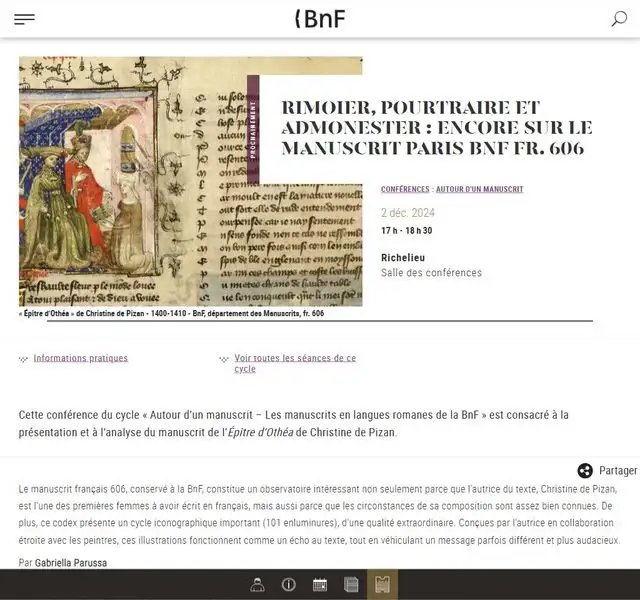 BnF
PROCHAINEMENT
RIMOIER, POURTRAIRE ET
ADMONESTER : ENCORE SUR LE
MANUSCRIT PARIS BNF FR. 606
CONFÉRENCES : AUTOUR D'UN MANUSCRIT
2 déc. 2024
17 h - 18 h 30
Richelieu
Salle des conférences
« Épitre d'Othéa » de Christine de Pizan - 1400-1410 - BnF, département des Manuscrits, fr. 606
Informations pratiques
Voir toutes les séances de ce
cycle
Cette conférence du cycle « Autour d'un manuscrit – Les manuscrits en langues romanes de la BnF » est consacré à la
présentation et à l'analyse du manuscrit de l'Épitre d'Othéa de Christine de Pizan.
Partager
Le manuscrit français 606, conservé à la BnF, constitue un observatoire intéressant non seulement parce que l'autrice du texte, Christine de Pizan,
est l'une des premières femmes à avoir écrit en français, mais aussi parce que les circonstances de sa composition sont assez bien connues. De
plus, ce codex présente un cycle iconographique important (101 enluminures), d'une qualité extraordinaire. Conçues par l'autrice en collaboration
étroite avec les peintres, ces illustrations fonctionnent comme un écho au texte, tout en véhiculant un message parfois différent et plus audacieux.
Par Gabriella Parussa